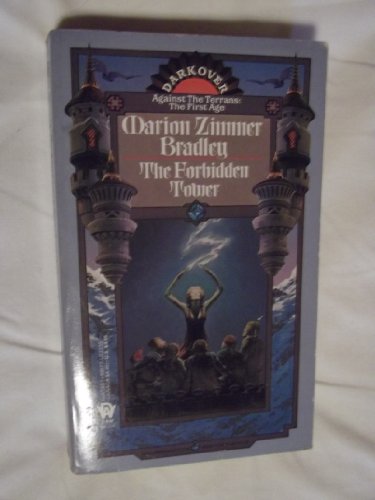 DARKOVER
Against The Terrans:
The First Age
Marion Zimmer
Bradley
The Forbidden
Tower